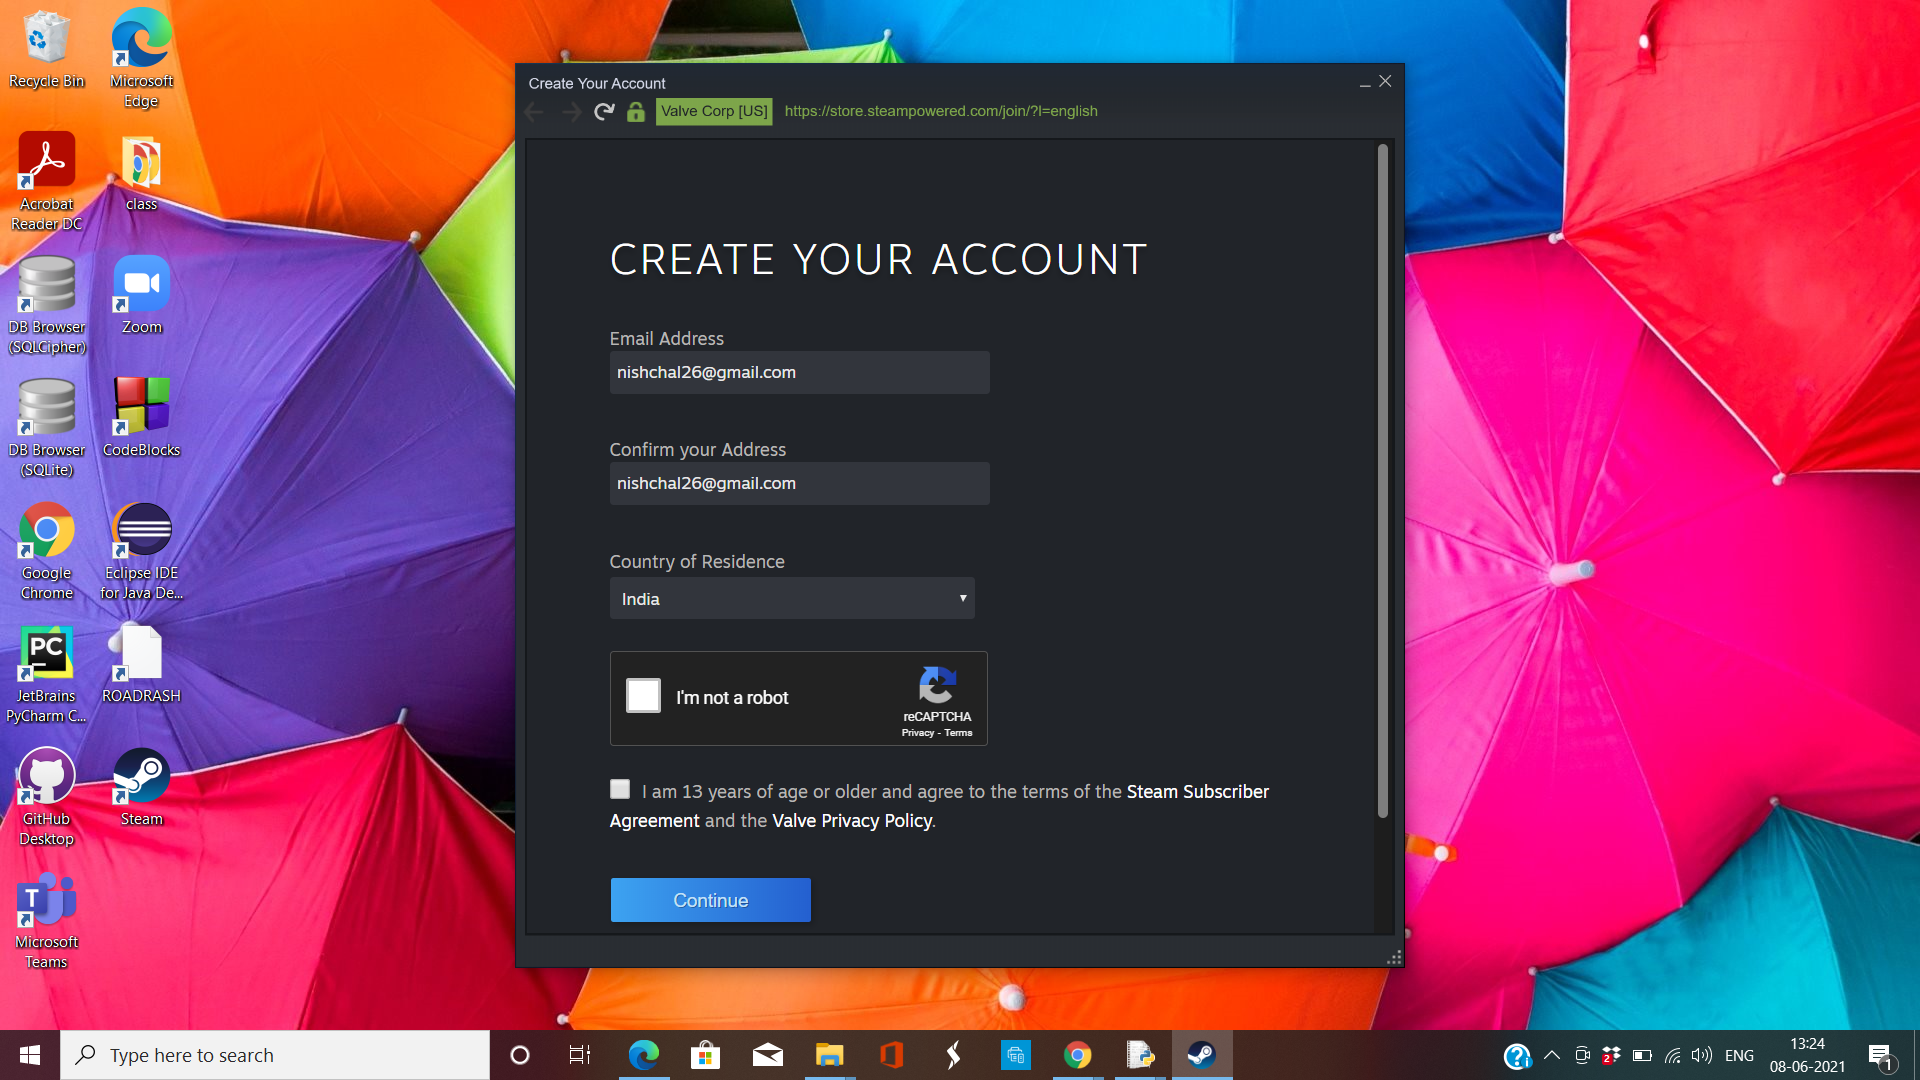 Recycle Bin
Microsoft
Edge
Acrobat
Reader DC
class
DB Browser
(SQLCipher)
Zoom
DB Browser
(SQLite)
CodeBlocks
Google
Chrome
Eclipse IDE
for Java De...
PC
JetBrains
PyCharm C...
ROADRASH
GitHub
Desktop
Steam
T
Microsoft
Teams
Create Your Account
Valve Corp [US] https://store.steampowered.com/join/?l=english
CREATE YOUR ACCOUNT
Email Address
nishchal26@gmail.com
Confirm your Address
nishchal26@gmail.com
Country of Residence
India
I'm not a robot
reCAPTCHA
Privacy - Terms
I am 13 years of age or older and agree to the terms of the Steam Subscriber
Agreement and the Valve Privacy Policy.
Continue
Type here to search
2
ENG
13:24
08-06-2021
1